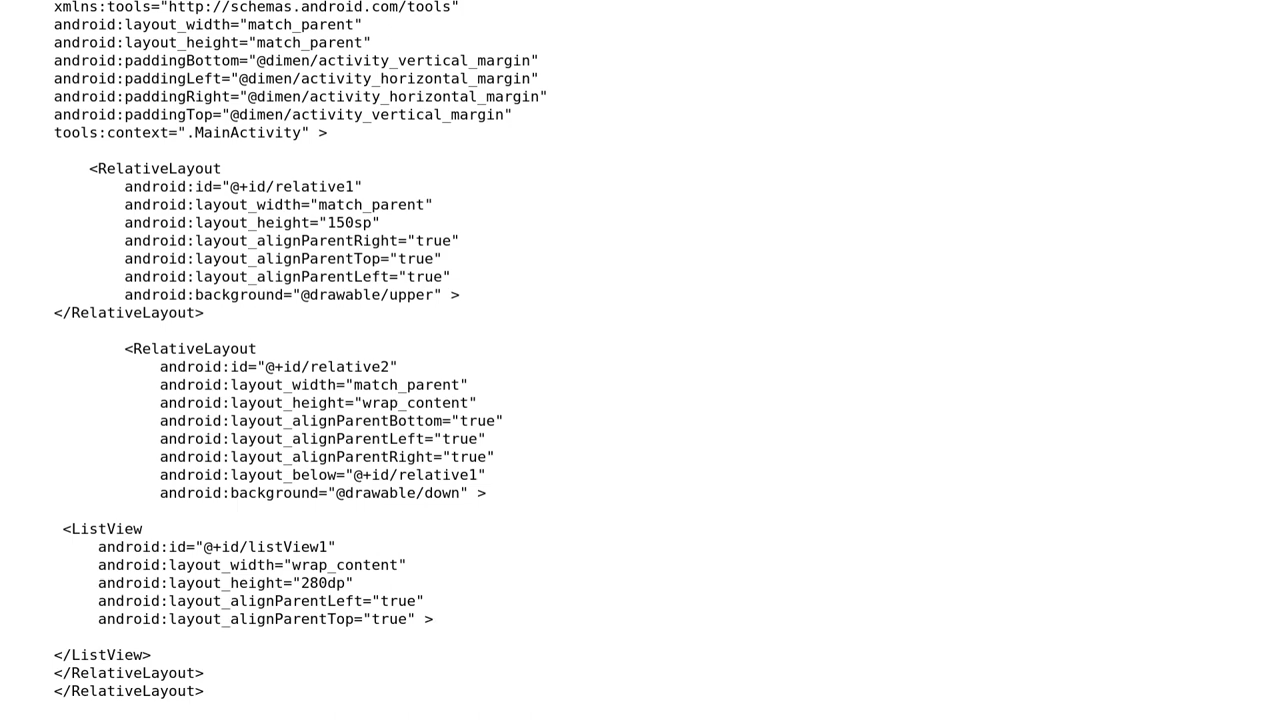 xmlns:tools="http://schemas.android.com/tools"
android:layout_width="match_parent"
android:layout_height="match_parent"
android:paddingBottom="@dimen/activity_vertical_margin"
android:paddingLeft="@dimen/activity_horizontal_margin"
android:paddingRight="@dimen/activity_horizontal_margin"
android:paddingTop="@dimen/activity_vertical_margin"
tools:context=".MainActivity" >

    <RelativeLayout
        android:id="@+id/relative1"
        android:layout_width="match_parent"
        android:layout_height="150sp"
        android:layout_alignParentRight="true"
        android:layout_alignParentTop="true"
        android:layout_alignParentLeft="true"
        android:background="@drawable/upper" >
</RelativeLayout>

        <RelativeLayout
            android:id="@+id/relative2"
            android:layout_width="match_parent"
            android:layout_height="wrap_content"
            android:layout_alignParentBottom="true"
            android:layout_alignParentLeft="true"
            android:layout_alignParentRight="true"
            android:layout_below="@+id/relative1"
            android:background="@drawable/down" >

 <ListView
     android:id="@+id/listView1"
     android:layout_width="wrap_content"
     android:layout_height="280dp"
     android:layout_alignParentLeft="true"
     android:layout_alignParentTop="true" >

</ListView>
</RelativeLayout>
</RelativeLayout>